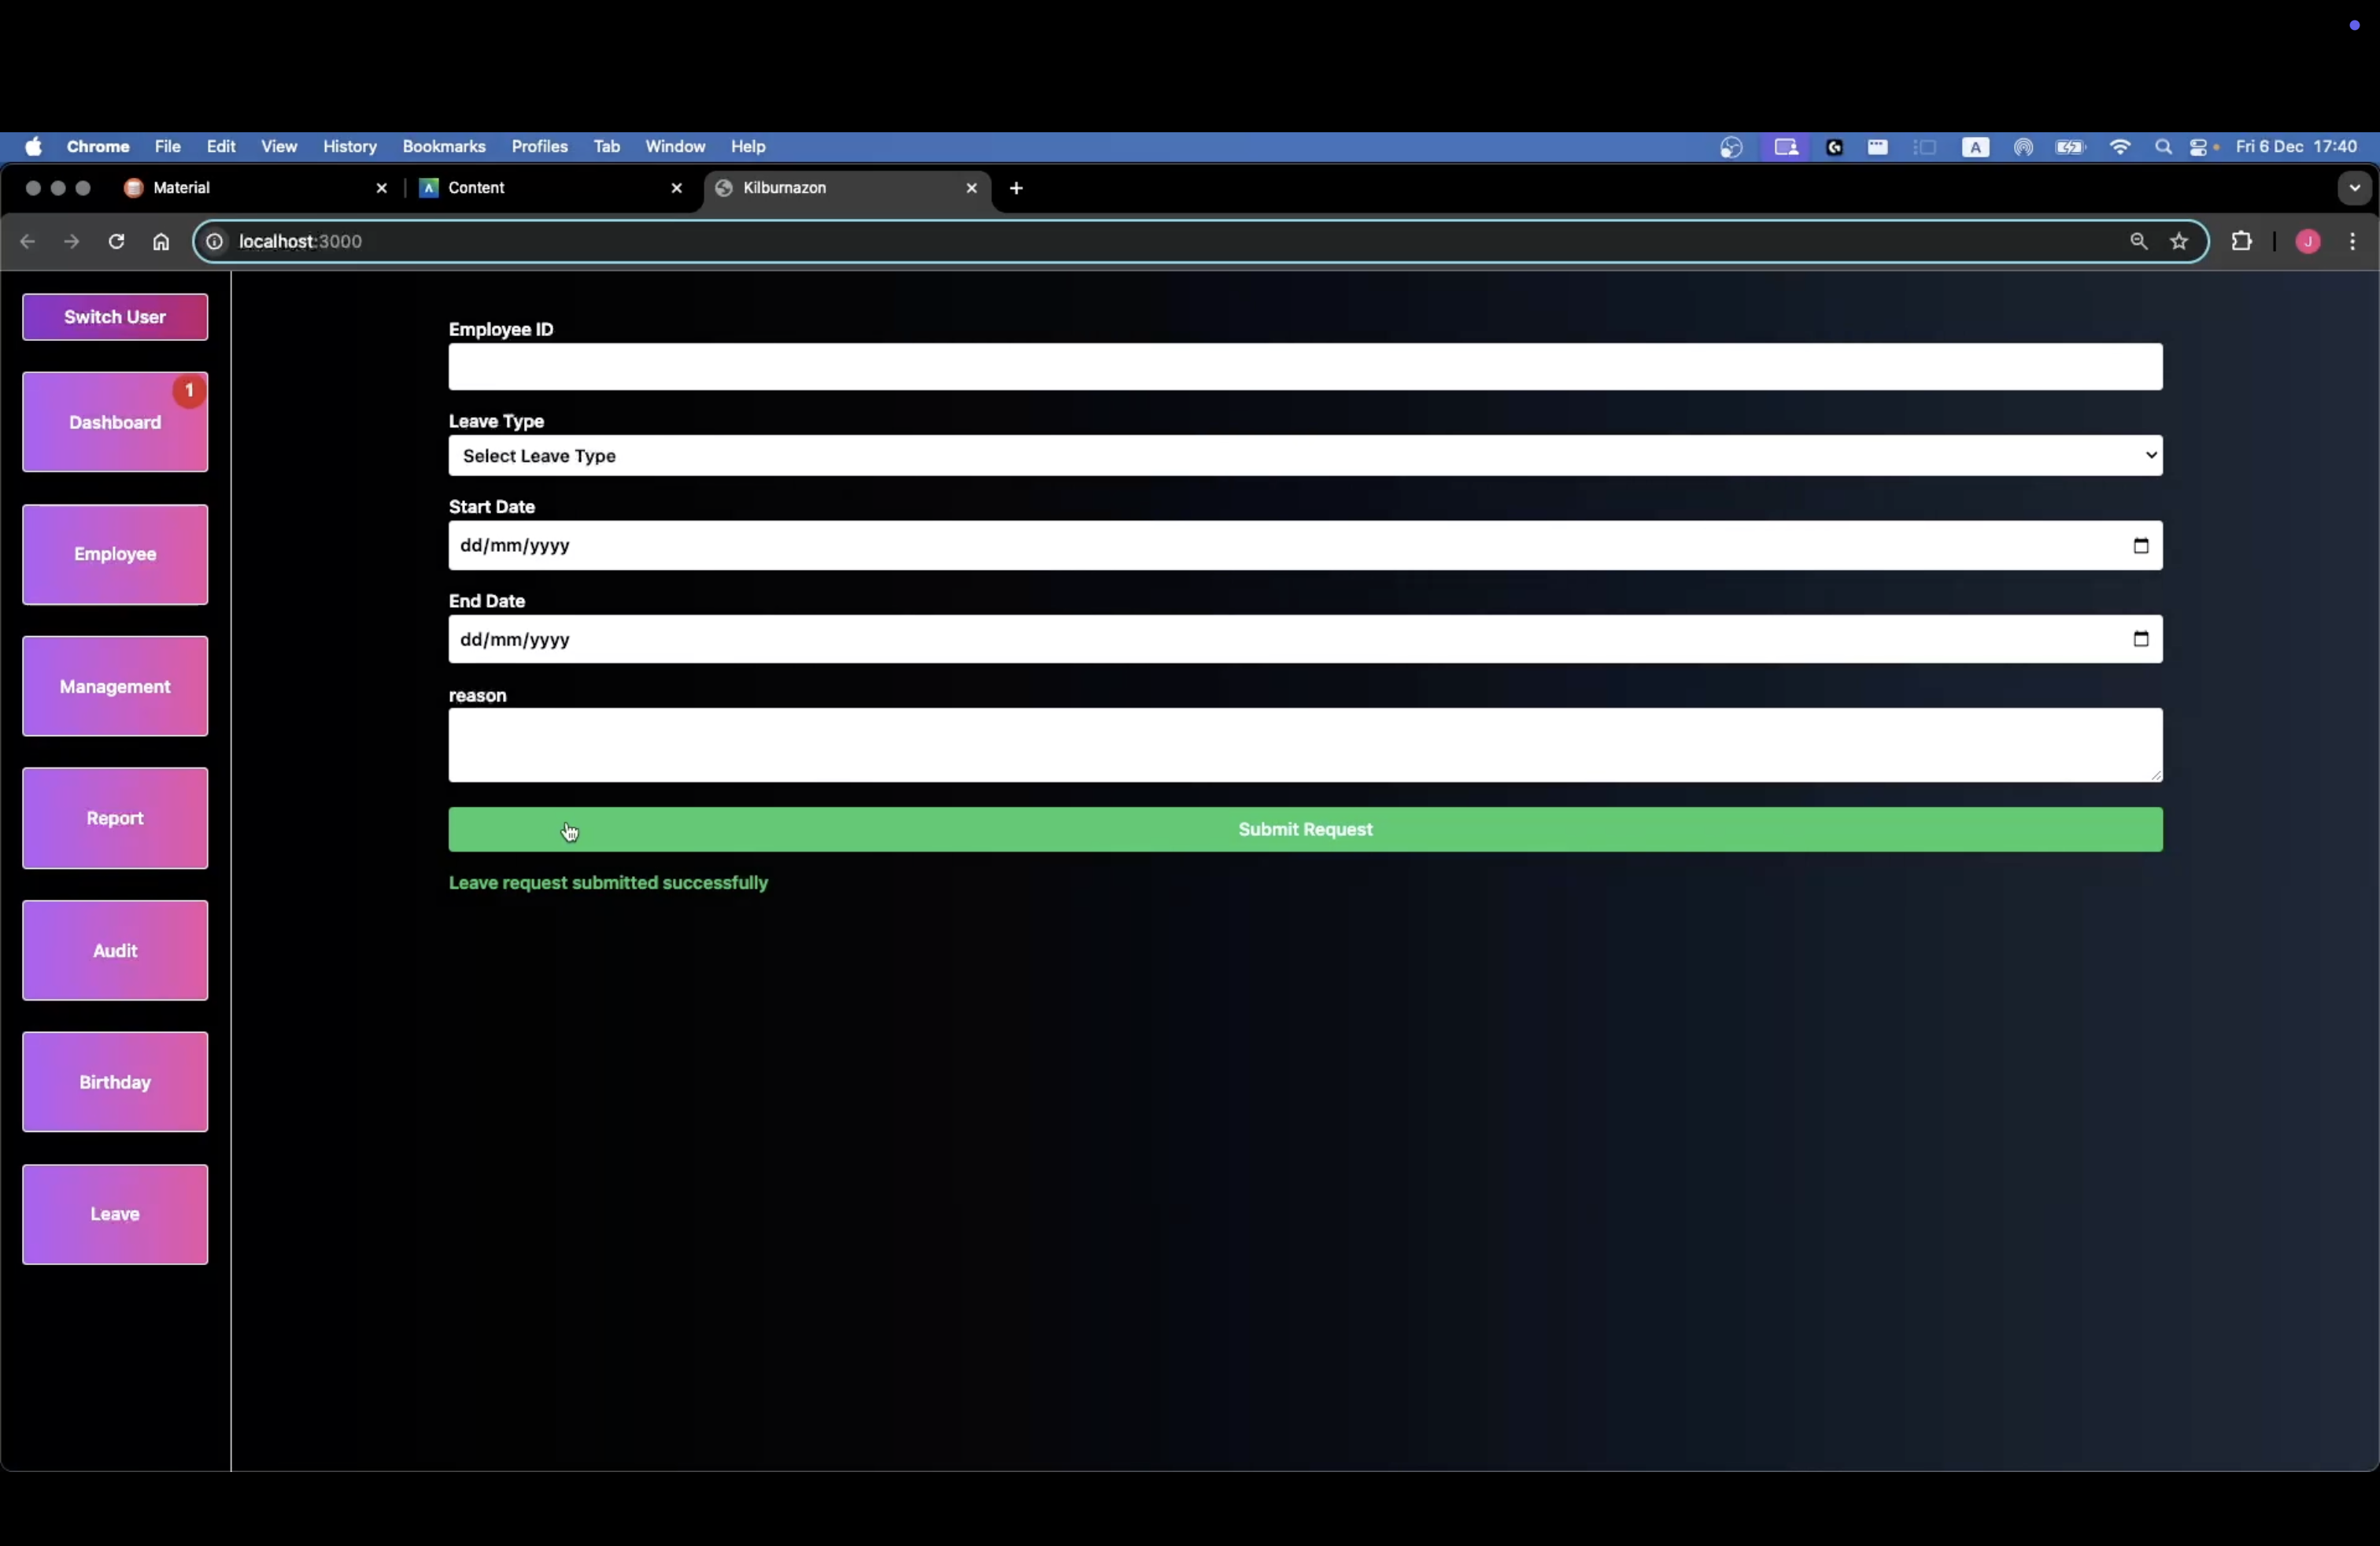 Chrome File Edit View History Bookmarks Profiles Tab Window Help A Fri 6 Dec 17:40
Material Content Kilburnazon
localhost:3000 J
Switch User
Dashboard 1
Employee
Management
Report
Audit
Birthday
Leave
Employee ID
Leave Type
Select Leave Type
Start Date
dd/mm/yyyy
End Date
dd/mm/yyyy
reason
Submit Request
Leave request submitted successfully